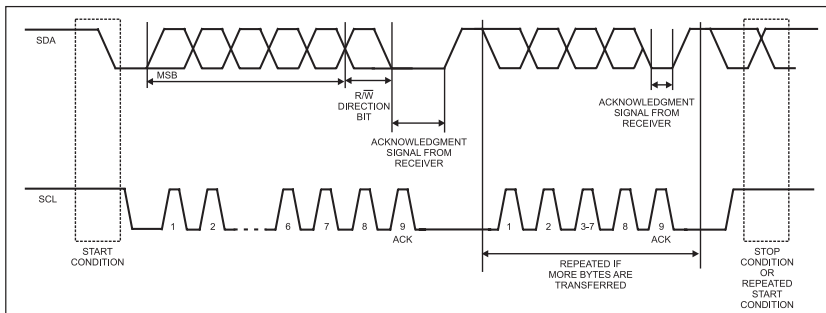 SDA
MSB
R/W̅
DIRECTION
BIT
ACKNOWLEDGMENT
SIGNAL FROM
RECEIVER
ACKNOWLEDGMENT
SIGNAL FROM
RECEIVER
SCL
1 2 6 7 8 9 1 2 3-7 8 9
ACK ACK
START
CONDITION
REPEATED IF
MORE BYTES ARE
TRANSFERRED
STOP
CONDITION
OR
REPEATED
START
CONDITION